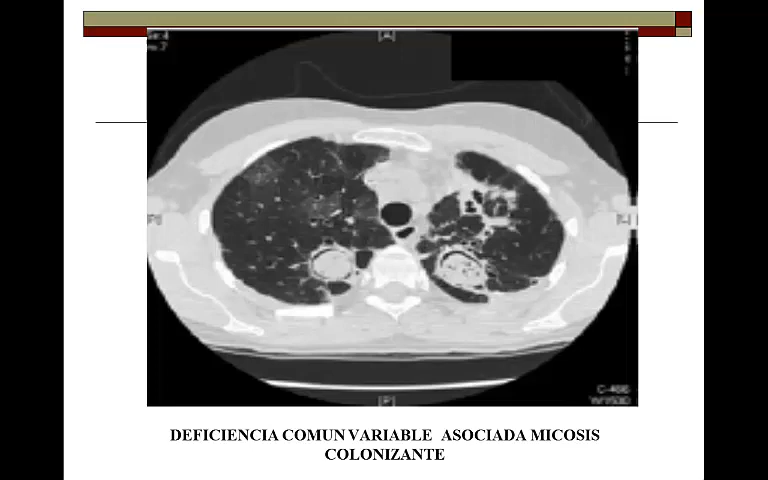 [A]
DEFICIENCIA COMUN VARIABLE ASOCIADA MICOSIS
COLONIZANTE